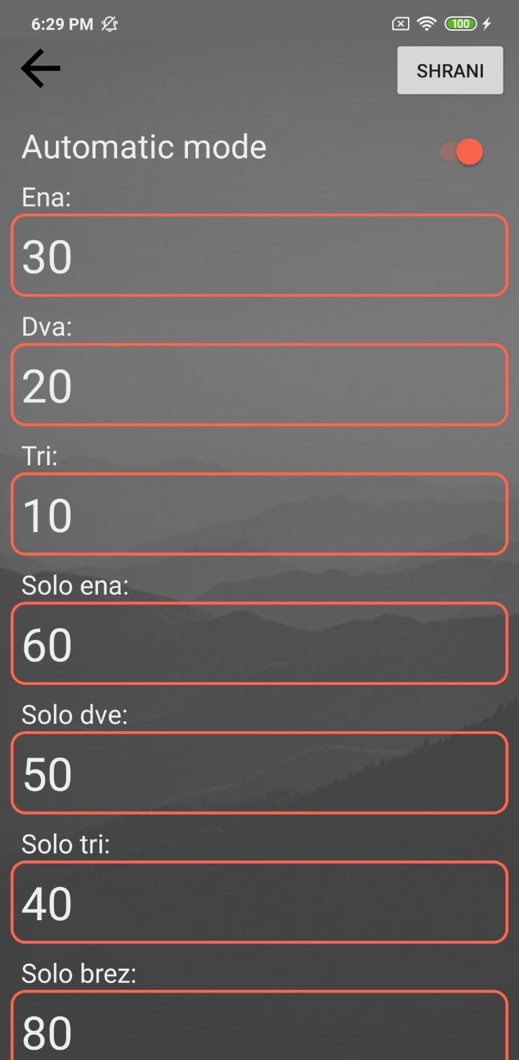 6:29 PM 100
SHRANI
Automatic mode
Ena:
30
Dva:
20
Tri:
10
Solo ena:
60
Solo dve:
50
Solo tri:
40
Solo brez:
80